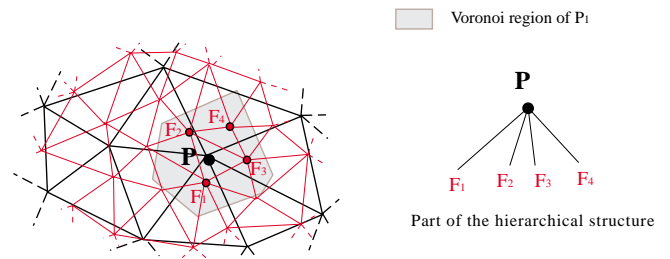 Voronoi region of P1
P
F1 F2 F3 F4
Part of the hierarchical structure
F4
F2
P
F3
F1